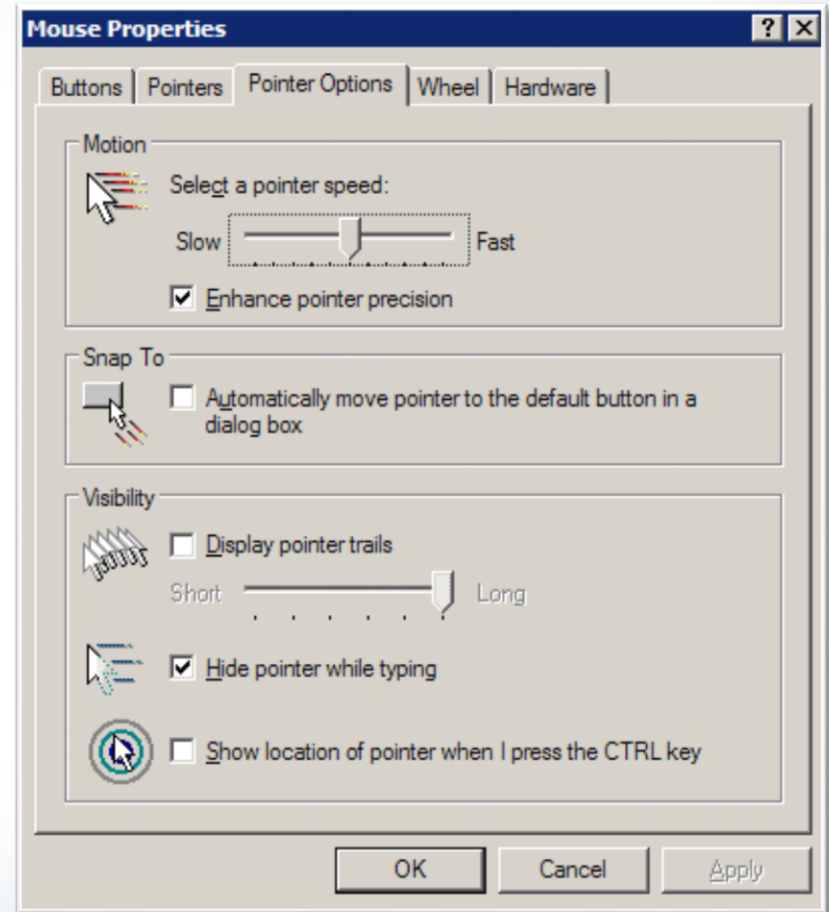 Mouse Properties
? X
Buttons Pointers Pointer Options Wheel Hardware
Motion
Select a pointer speed:
Slow Fast
Enhance pointer precision
Snap To
Automatically move pointer to the default button in a
dialog box
Visibility
Display pointer trails
Short Long
Hide pointer while typing
Show location of pointer when I press the CTRL key
OK Cancel Apply